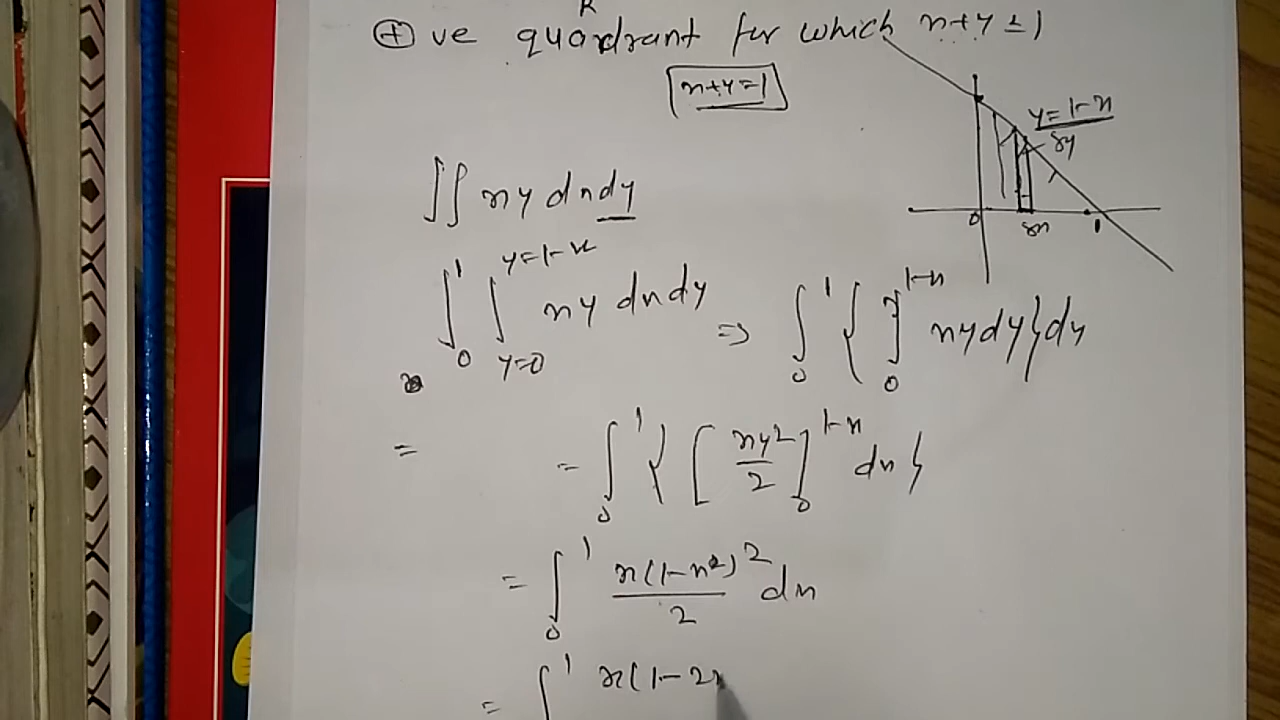 ⊕ ve quadrant for which x+y ≤ 1
x+y=1
y=1-x
δy
0 δx 1
∬ xy dx dy
∫₀¹ ∫_{y=0}^{y=1-x} xy dx dy ⇒ ∫₀¹ { ∫₀^{1-x} xy dy } dy
= = ∫₀¹ { [ xy²/2 ]₀^{1-x} dx }
= ∫₀¹ x(1-x²)²/2 dx
= ∫¹ x(1-2x